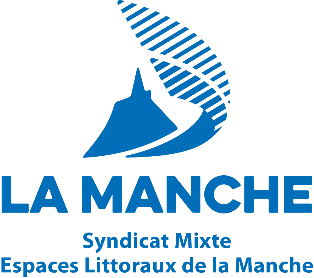 LA MANCHE
Syndicat Mixte
Espaces Littoraux de la Manche